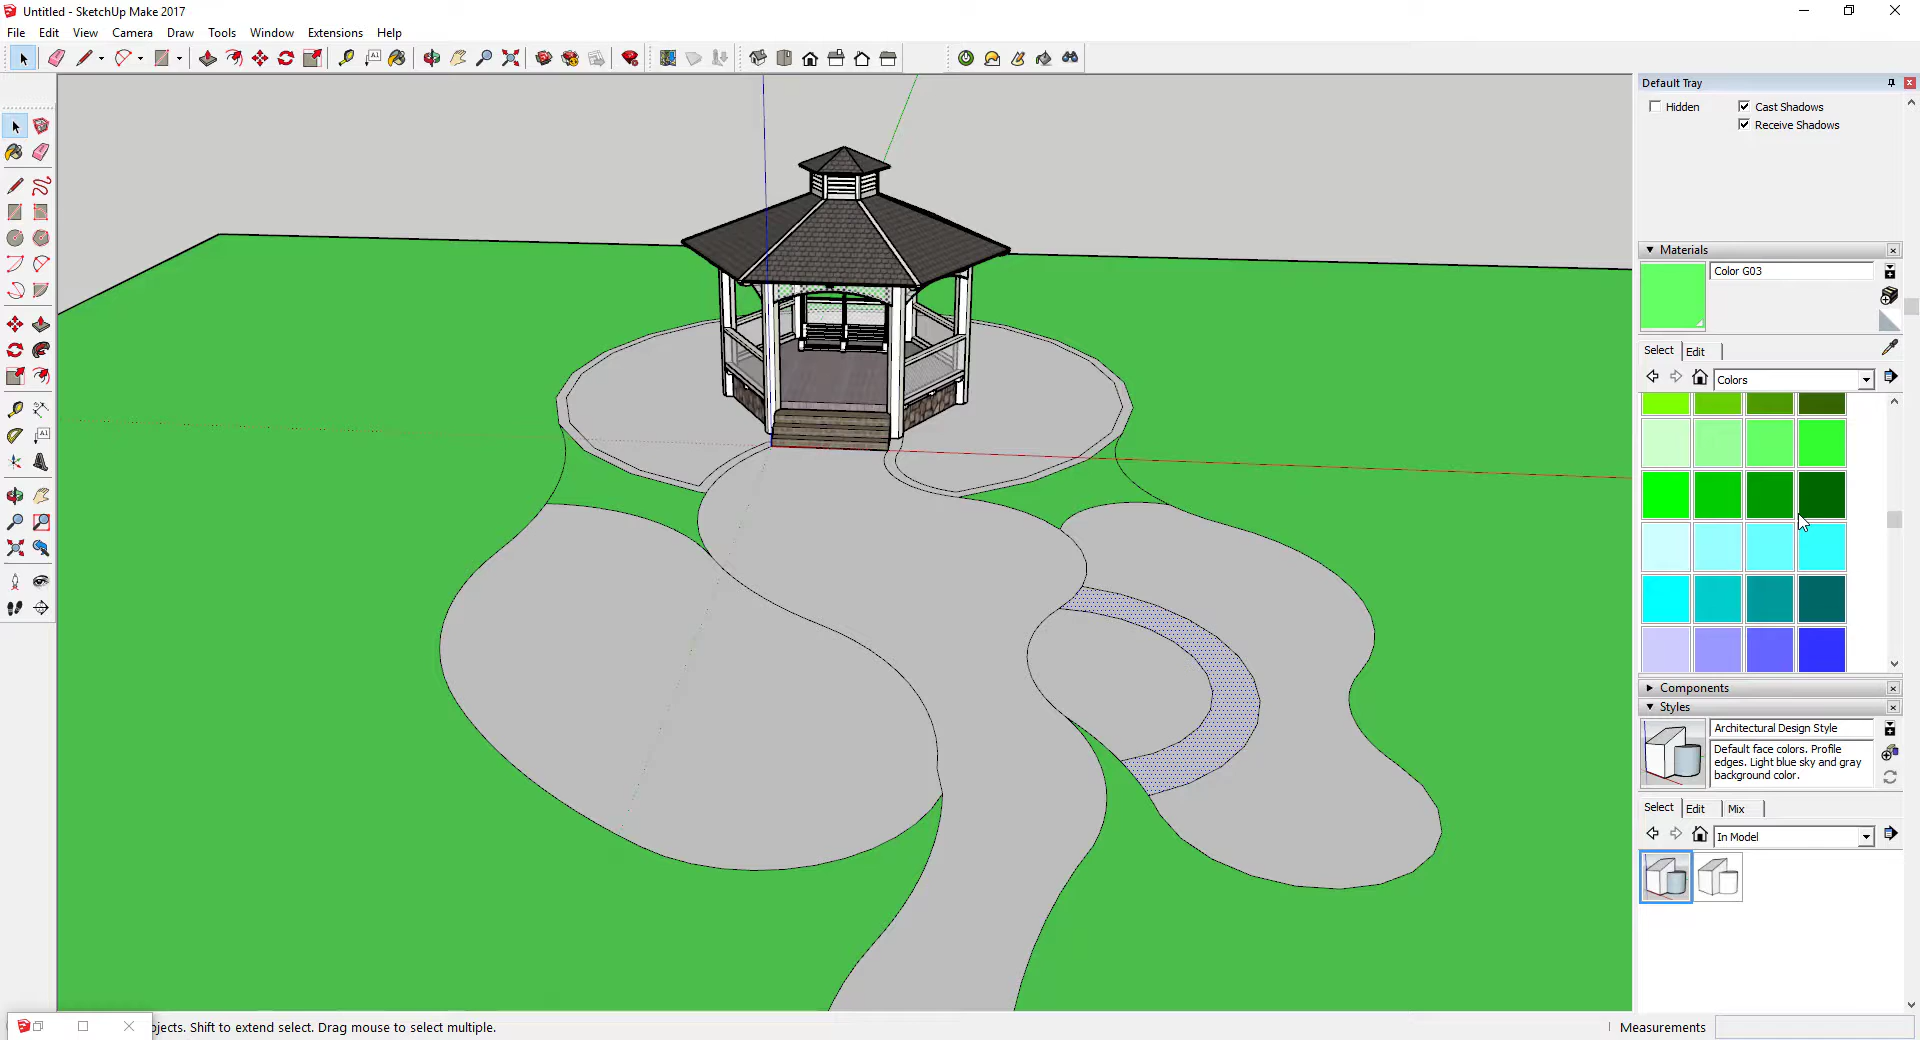 Untitled - SketchUp Make 2017
File Edit View Camera Draw Tools Window Extensions Help
Default Tray
Hidden Cast Shadows
Receive Shadows
Materials
Color G03
Select Edit
Colors
Components
Styles
Architectural Design Style
Default face colors. Profile
edges. Light blue sky and gray
background color.
Select Edit Mix
In Model
jects. Shift to extend select. Drag mouse to select multiple.
Measurements